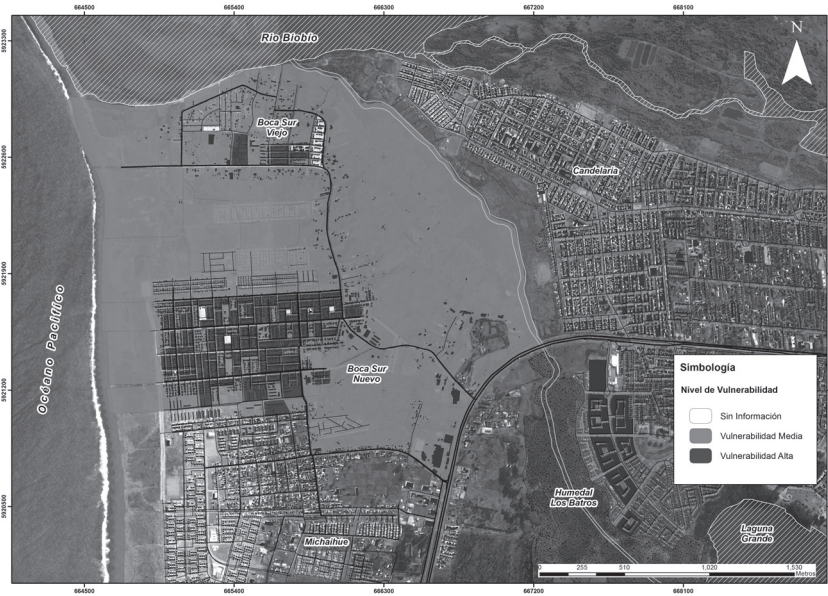 664500 665400 666300 667200 668100
5923300
5922600
5921900
5921200
5920500
N
Río Biobío
Boca Sur
Viejo
Candelaria
Océano Pacífico
Boca Sur
Nuevo
Simbología
Nivel de Vulnerabilidad
Sin Información
Vulnerabilidad Media
Vulnerabilidad Alta
Humedal
Los Batros
Laguna
Grande
Michaihue
0 255 510 1,020 1,530
Metros
664500 665400 666300 667200 668100